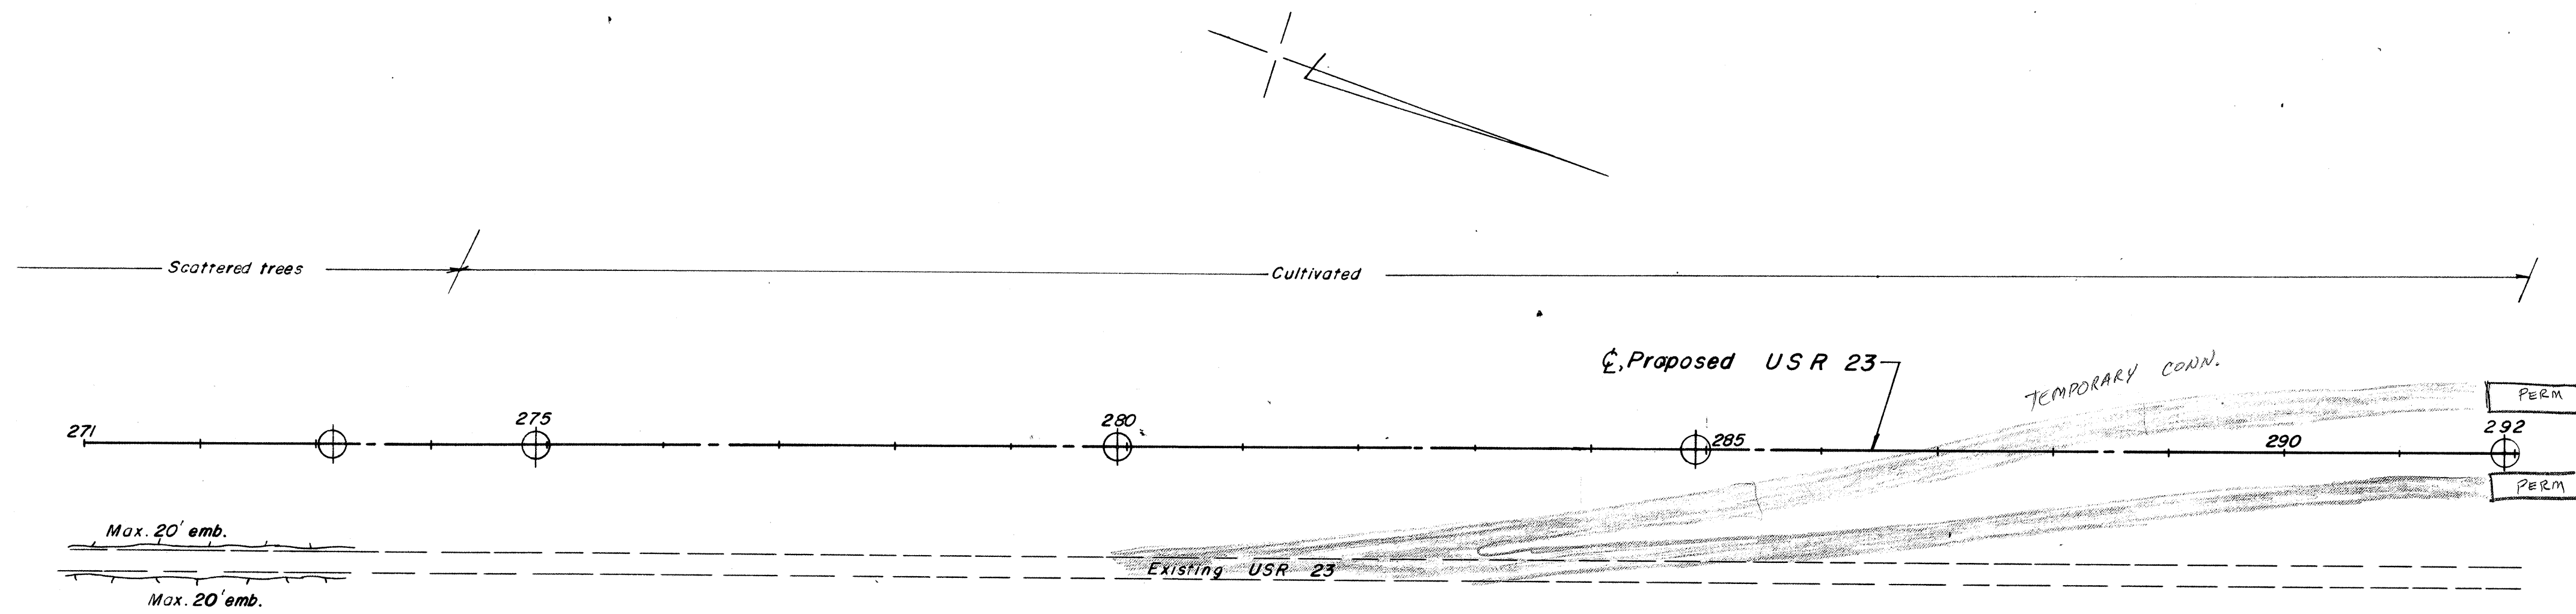 Scattered trees
Cultivated
℄ Proposed USR 23
TEMPORARY CONN.
PERM
271
275
280
285
290
292
PERM
Max. 20' emb.
Existing USR 23
Max. 20' emb.